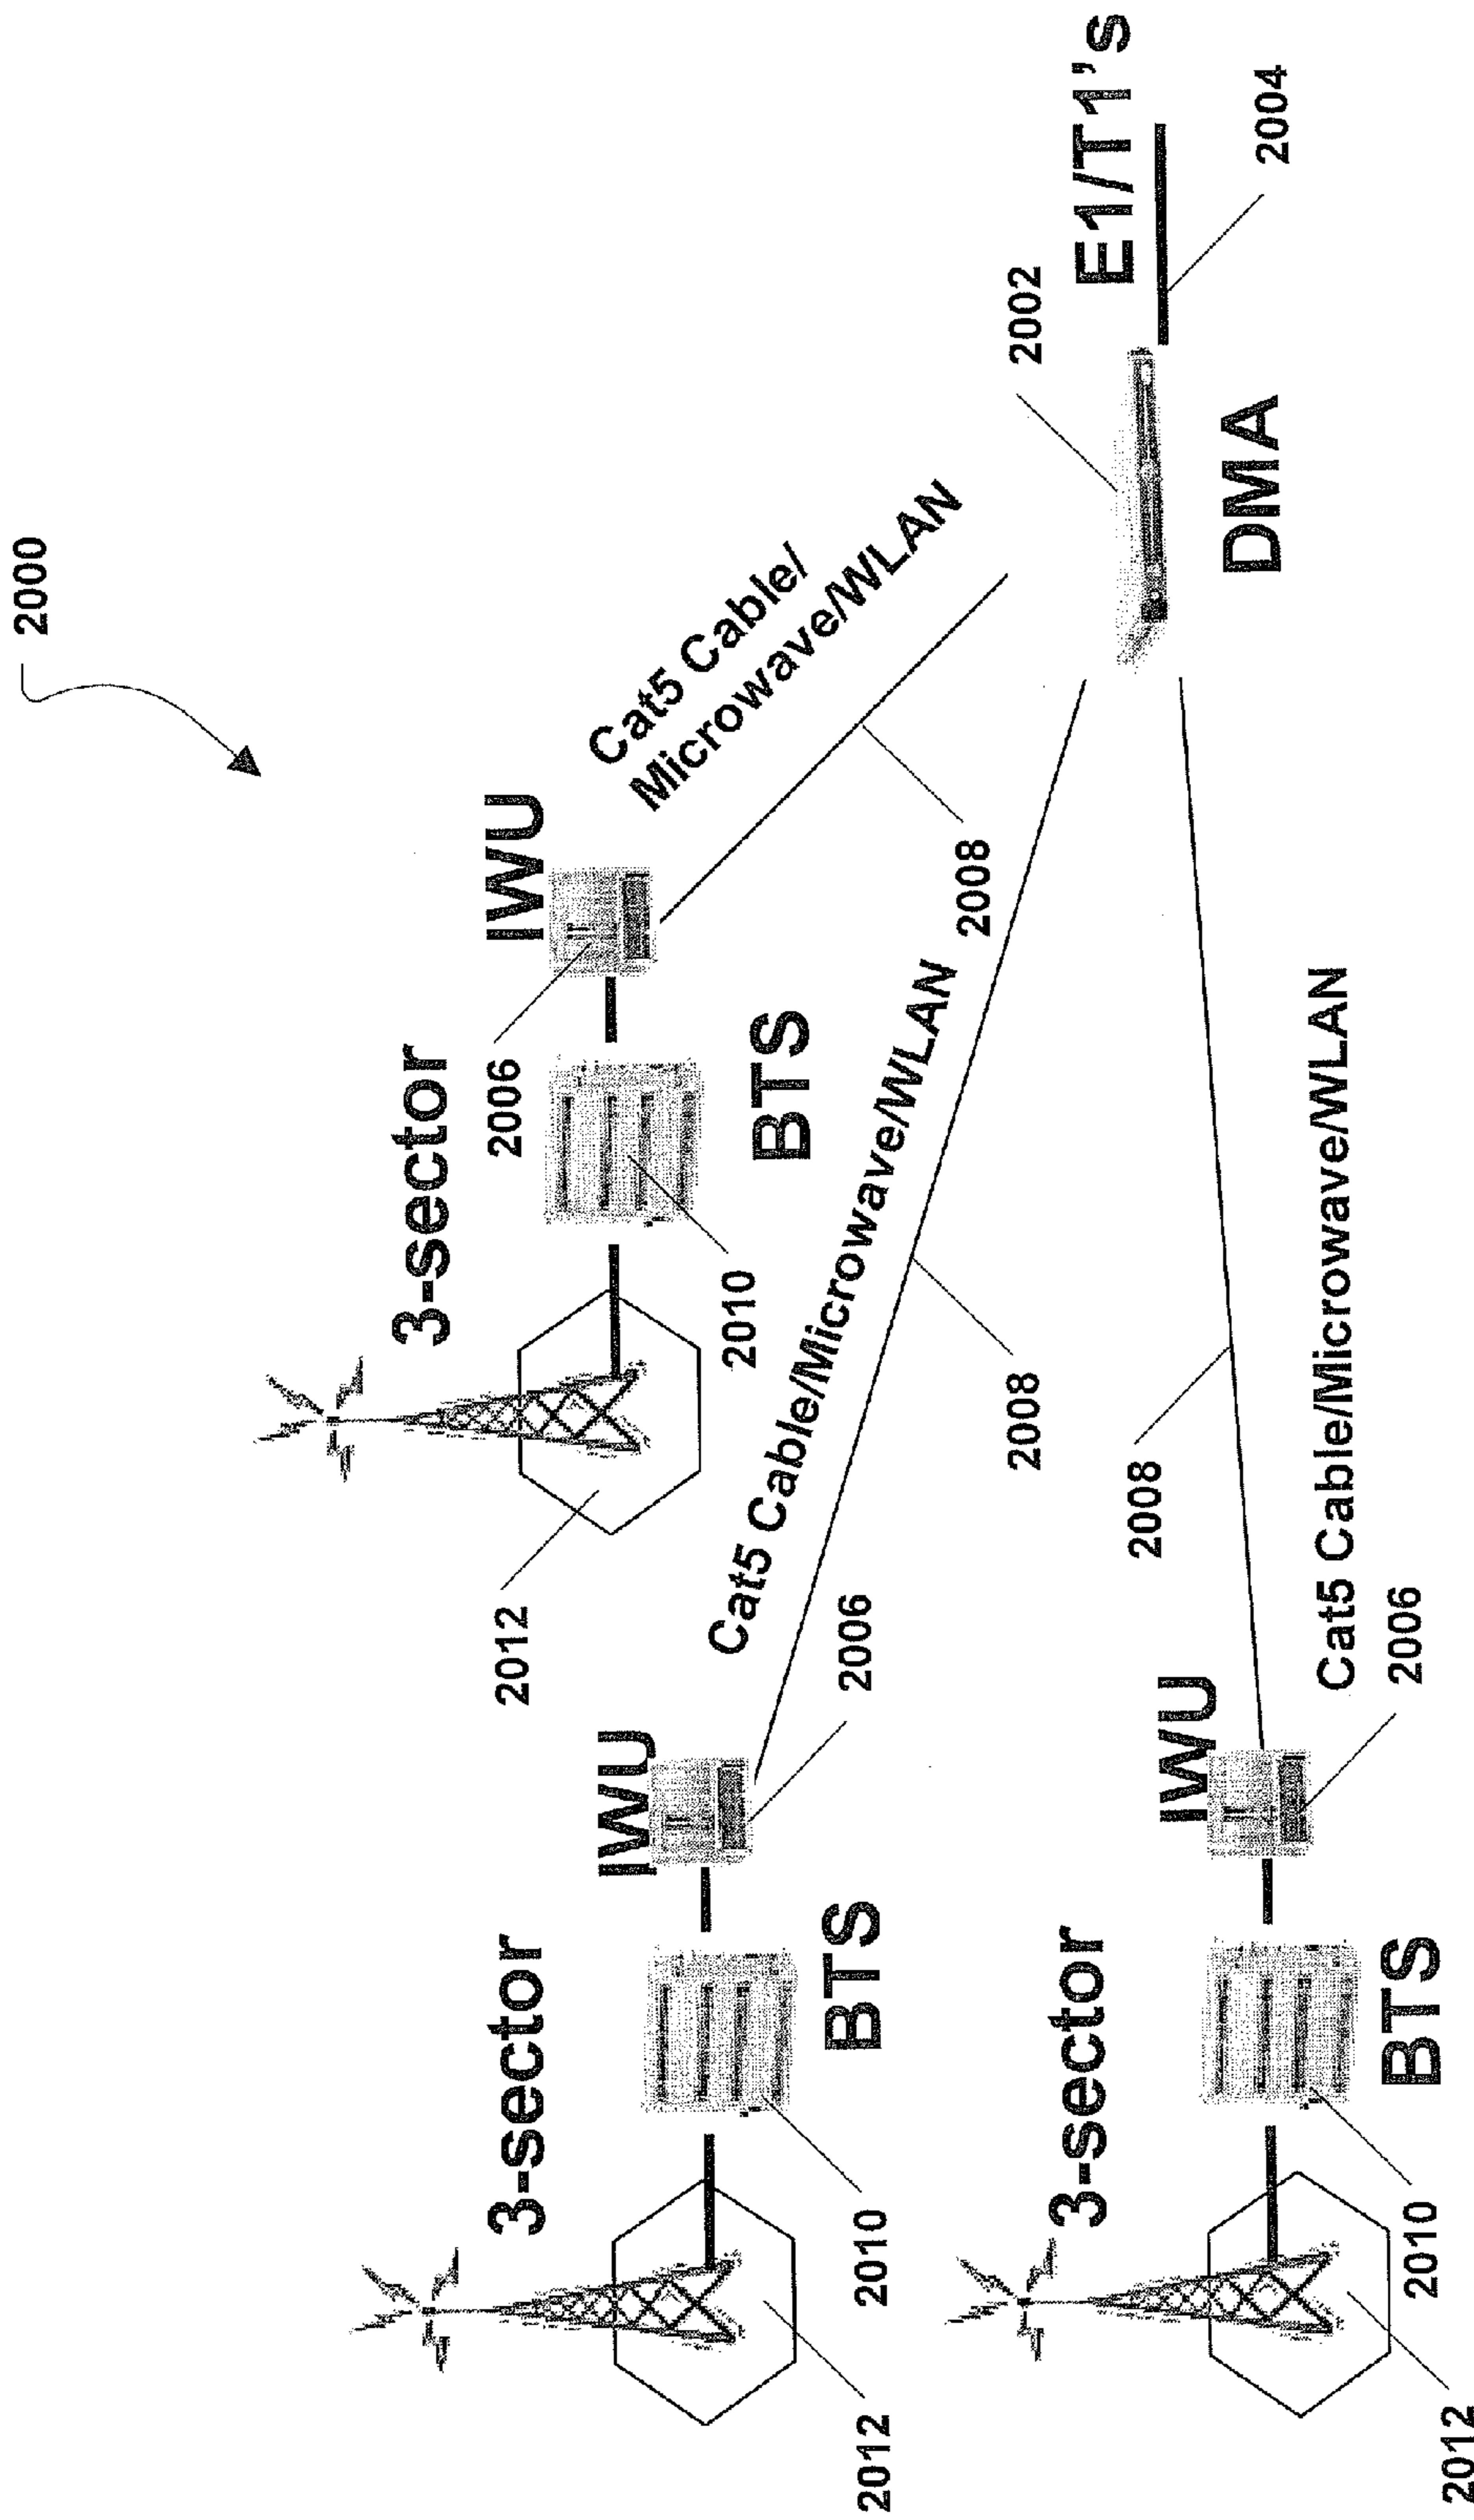 2000
3-sector
IWU
2006
Cat5 Cable/
Microwave/WLAN
2012
2010
BTS
2008
2002
E1/T1's
2004
DMA
3-sector
IWU
2006
Cat5 Cable/Microwave/WLAN
2008
BTS
2010
2012
3-sector
IWU
2008
Cat5 Cable/Microwave/WLAN
2006
BTS
2010
2012